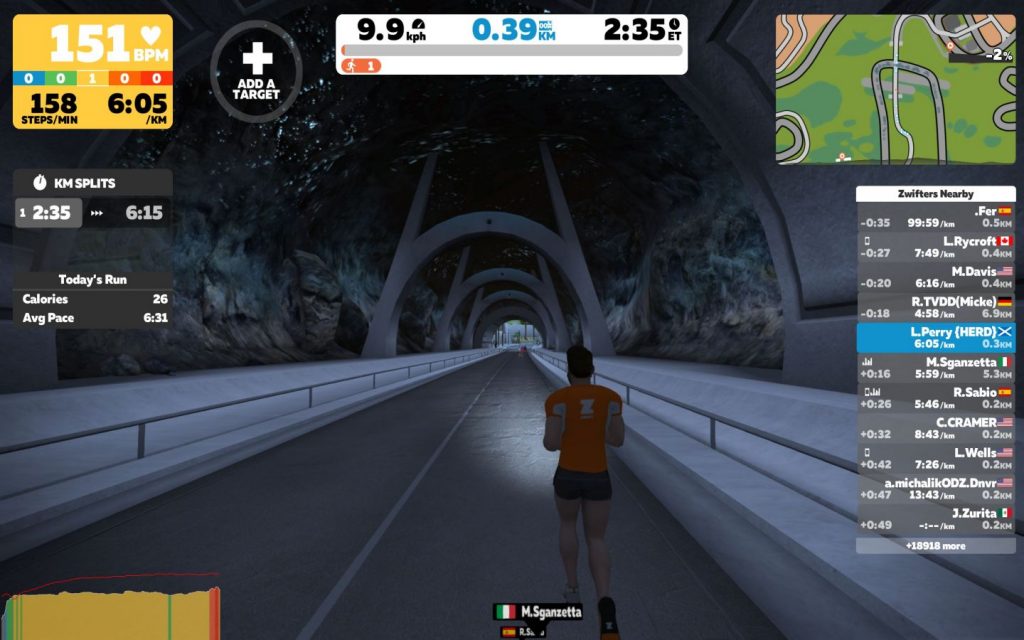 151 BPM
0 0 1 0 0
158 6:05
STEPS/MIN /KM
ADD A
TARGET
9.9 kph 0.39 KM 2:35 ET
1
-2%
KM SPLITS
1 2:35 6:15
Today's Run
Calories 26
Avg Pace 6:31
Zwifters Nearby
.Fer
-0:35 99:59/km 0.5KM
L.Rycroft
-0:27 7:49/km 0.4KM
M.Davis
-0:20 6:16/km 0.4KM
R.TVDD(Micke)
-0:18 4:58/km 6.9KM
L.Perry (HERD)
6:05/km 0.3KM
M.Sganzetta
+0:16 5:59/km 5.3KM
R.Sabio
+0:26 5:46/km 0.2KM
C.CRAMER
+0:32 8:43/km 0.2KM
L.Wells
+0:42 7:26/km 0.2KM
a.michalikODZ.Dnvr
+0:47 13:43/km 0.2KM
J.Zurita
+0:49 -:--/km 0.2KM
+18918 more
M.Sganzetta